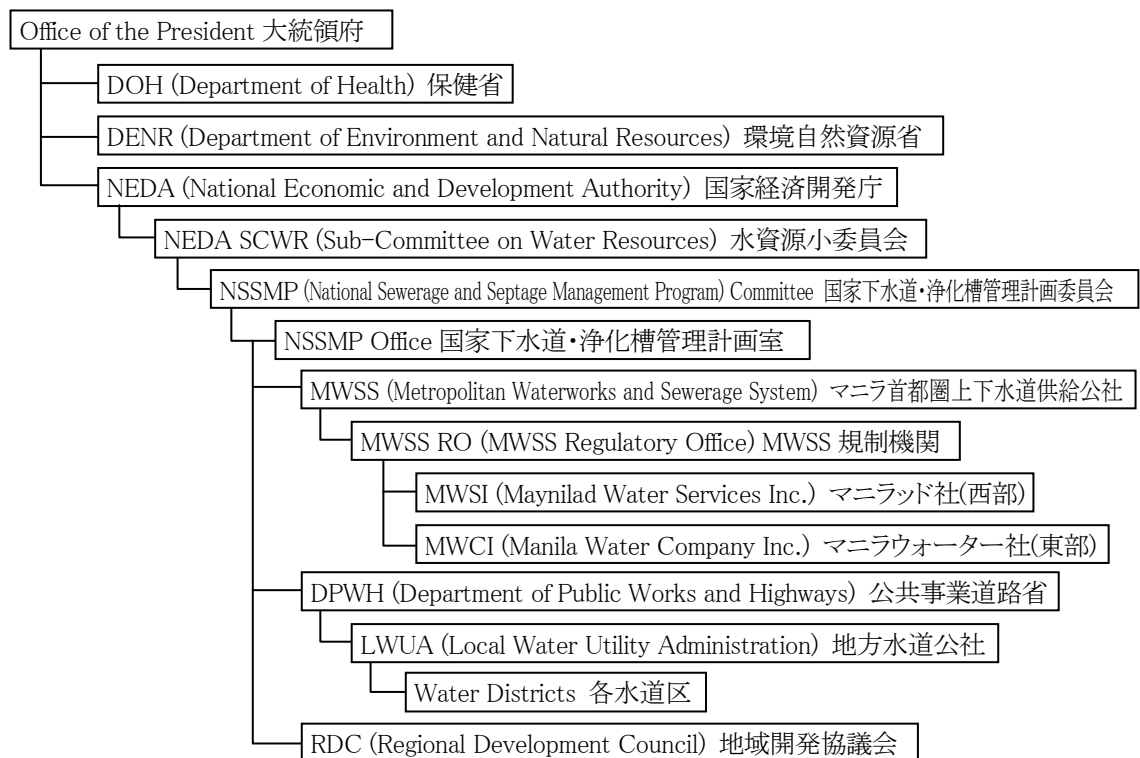 Office of the President 大統領府
DOH (Department of Health) 保健省
DENR (Department of Environment and Natural Resources) 環境自然資源省
NEDA (National Economic and Development Authority) 国家経済開発庁
NEDA SCWR (Sub-Committee on Water Resources) 水資源小委員会
NSSMP (National Sewerage and Septage Management Program) Committee 国家下水道・浄化槽管理計画委員会
NSSMP Office 国家下水道・浄化槽管理計画室
MWSS (Metropolitan Waterworks and Sewerage System) マニラ首都圏上下水道供給公社
MWSS RO (MWSS Regulatory Office) MWSS 規制機関
MWSI (Maynilad Water Services Inc.) マニラッド社(西部)
MWCI (Manila Water Company Inc.) マニラウォーター社(東部)
DPWH (Department of Public Works and Highways) 公共事業道路省
LWUA (Local Water Utility Administration) 地方水道公社
Water Districts 各水道区
RDC (Regional Development Council) 地域開発協議会